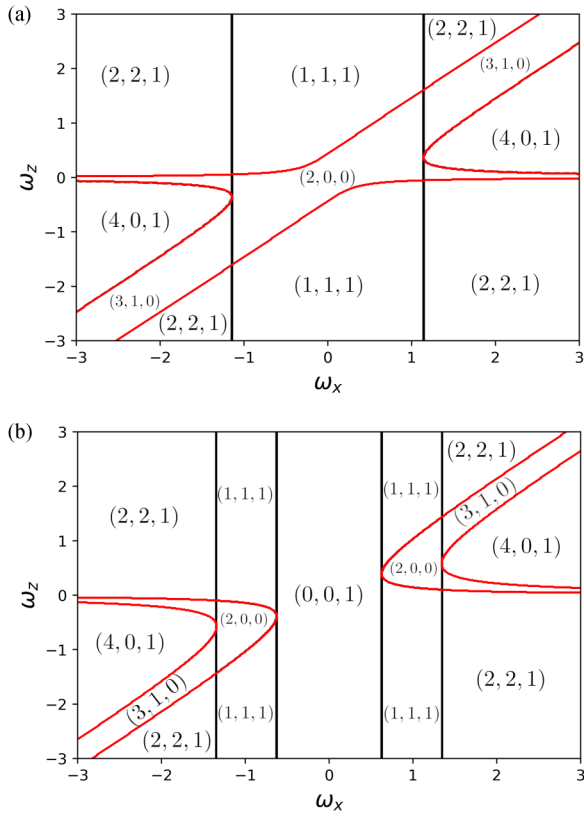 (a)
3
2
1
0
−1
−2
−3
ω_z
(2, 2, 1)
(1, 1, 1)
(2, 2, 1)
(3, 1, 0)
(4, 0, 1)
(2, 0, 0)
(4, 0, 1)
(1, 1, 1)
(2, 2, 1)
(3, 1, 0)
(2, 2, 1)
−3 −2 −1 0 1 2 3
ω_x
(b)
3
2
1
0
−1
−2
−3
ω_z
(2, 2, 1)
(1, 1, 1)
(1, 1, 1)
(2, 2, 1)
(3, 1, 0)
(4, 0, 1)
(2, 0, 0)
(0, 0, 1)
(2, 0, 0)
(4, 0, 1)
(3, 1, 0)
(2, 2, 1)
(1, 1, 1)
(1, 1, 1)
(2, 2, 1)
−3 −2 −1 0 1 2 3
ω_x